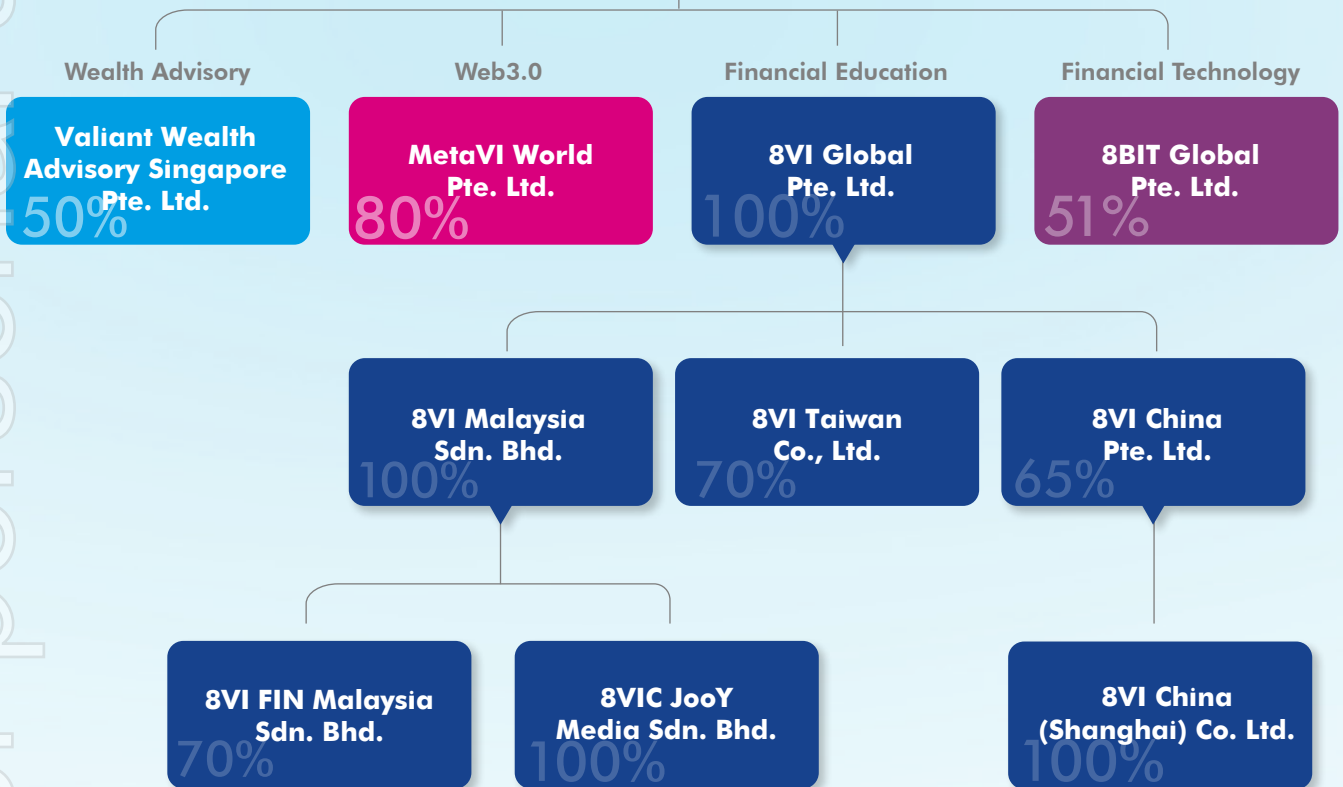 Wealth Advisory
Web3.0
Financial Education
Financial Technology
Valiant Wealth
Advisory Singapore
Pte. Ltd.
50%
MetaVI World
Pte. Ltd.
80%
8VI Global
Pte. Ltd.
100%
8BIT Global
Pte. Ltd.
51%
8VI Malaysia
Sdn. Bhd.
100%
8VI Taiwan
Co., Ltd.
70%
8VI China
Pte. Ltd.
65%
8VI FIN Malaysia
Sdn. Bhd.
70%
8VIC JooY
Media Sdn. Bhd.
100%
8VI China
(Shanghai) Co. Ltd.
100%